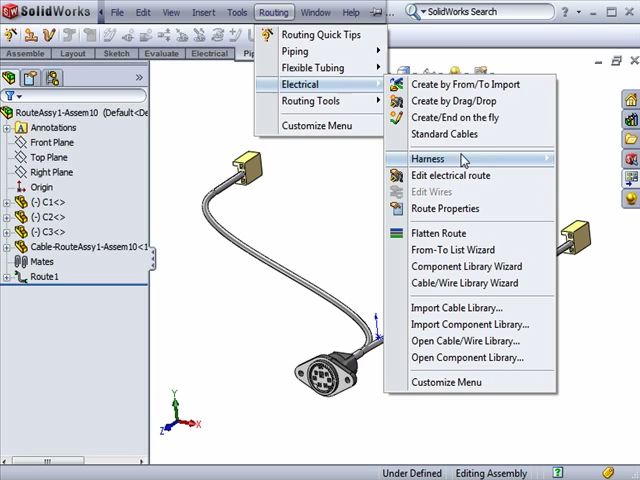 SolidWorks File Edit View Insert Tools Routing Window Help ... SolidWorks Search ?
Assembly Layout Sketch Evaluate Electrical
Routing Quick Tips
Piping
Flexible Tubing
Electrical
Routing Tools
Customize Menu
Create by From/To Import
Create by Drag/Drop
Create/End on the fly
Standard Cables
Harness
Edit electrical route
Edit Wires
Route Properties
Flatten Route
From-To List Wizard
Component Library Wizard
Cable/Wire Library Wizard
Import Cable Library...
Import Component Library...
Open Cable/Wire Library...
Open Component Library...
Customize Menu
RouteAssy1-Assem10 (Default<De
Annotations
Front Plane
Top Plane
Right Plane
Origin
(-) C1<>
(-) C2<>
(-) C3<>
Cable-RouteAssy1-Assem10<1
Mates
Route1
Y
X
Z
Under Defined Editing Assembly ?